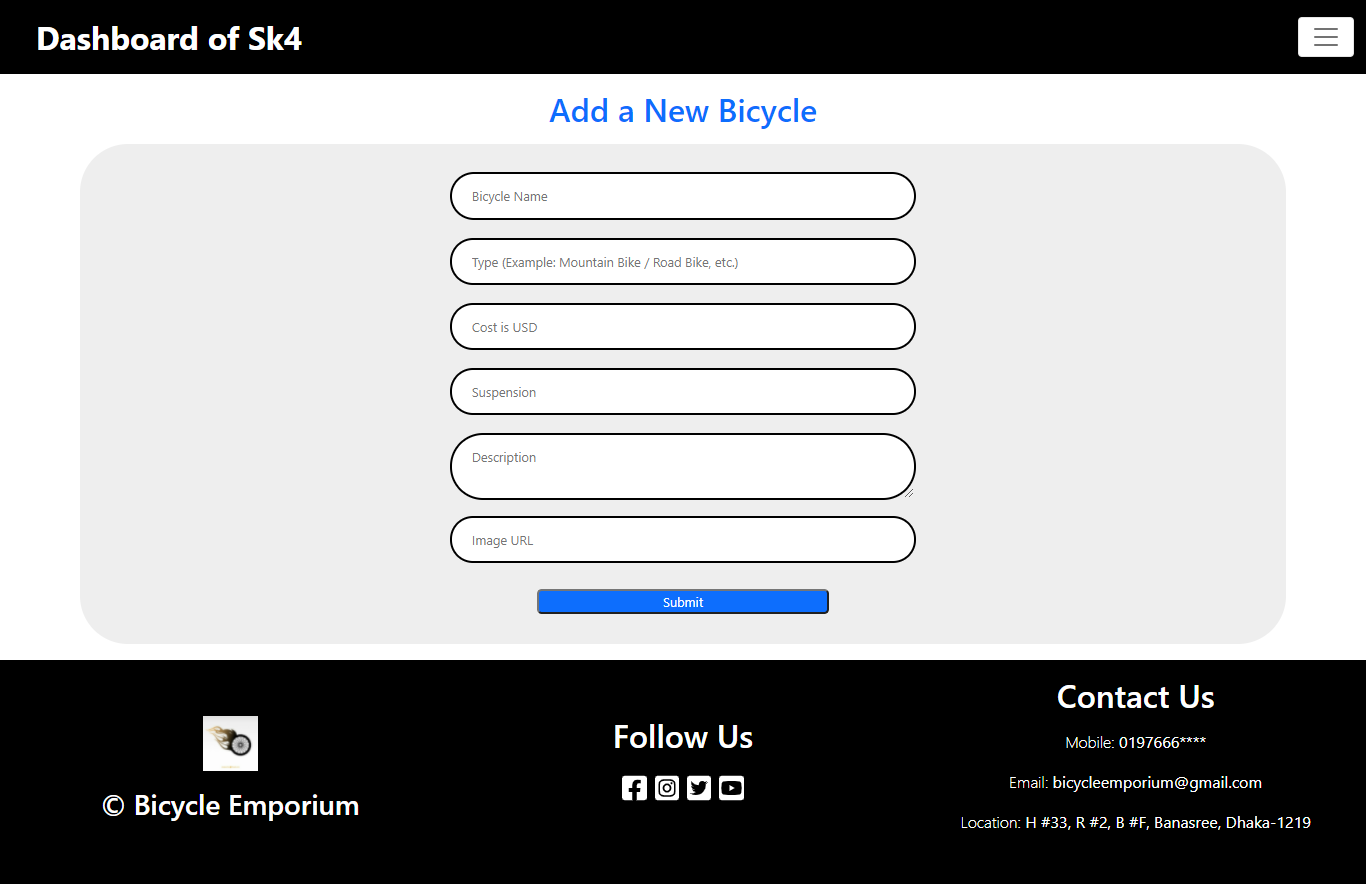 Dashboard of Sk4
Add a New Bicycle
Bicycle Name
Type (Example: Mountain Bike / Road Bike, etc.)
Cost is USD
Suspension
Description
Image URL
Submit
© Bicycle Emporium
Follow Us
Contact Us
Mobile: 0197666****
Email: bicycleemporium@gmail.com
Location: H #33, R #2, B #F, Banasree, Dhaka-1219